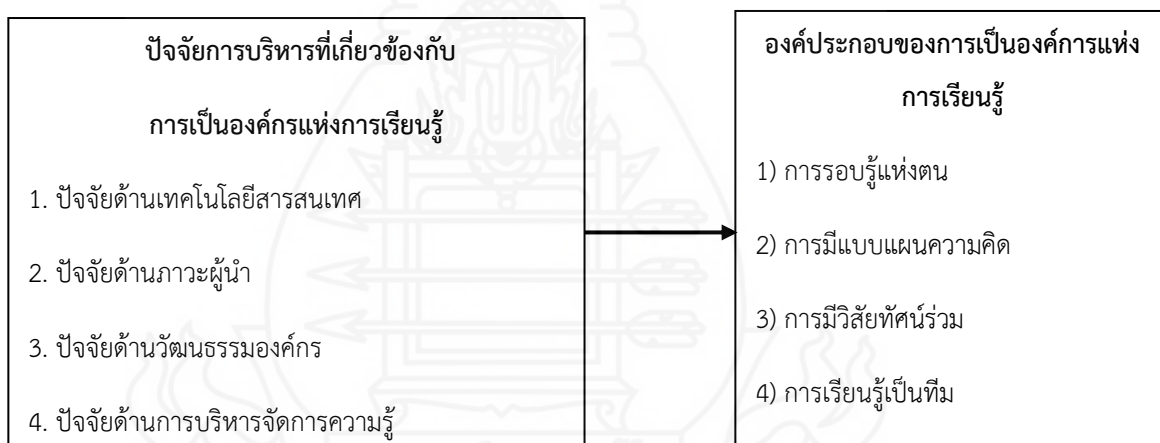 ปัจจัยการบริหารที่เกี่ยวข้องกับ
การเป็นองค์กรแห่งการเรียนรู้
1. ปัจจัยด้านเทคโนโลยีสารสนเทศ
2. ปัจจัยด้านภาวะผู้นำ
3. ปัจจัยด้านวัฒนธรรมองค์กร
4. ปัจจัยด้านการบริหารจัดการความรู้
องค์ประกอบของการเป็นองค์การแห่ง
การเรียนรู้
1) การรอบรู้แห่งตน
2) การมีแบบแผนความคิด
3) การมีวิสัยทัศน์ร่วม
4) การเรียนรู้เป็นทีม